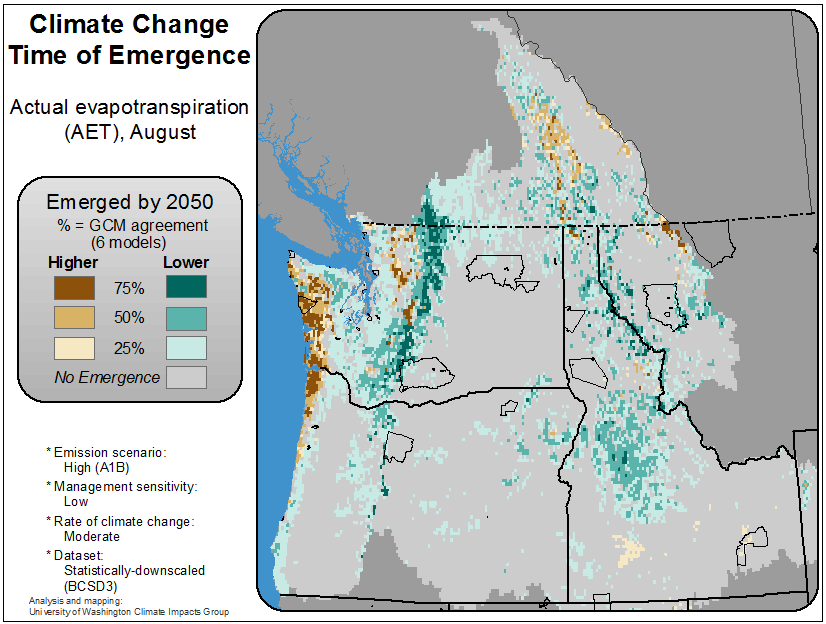 Climate Change
Time of Emergence
Actual evapotranspiration
(AET), August
Emerged by 2050
% = GCM agreement
(6 models)
Higher Lower
75%
50%
25%
No Emergence
* Emission scenario:
High (A1B)
* Management sensitivity:
Low
* Rate of climate change:
Moderate
* Dataset:
Statistically-downscaled
(BCSD3)
Analysis and mapping:
University of Washington Climate Impacts Group